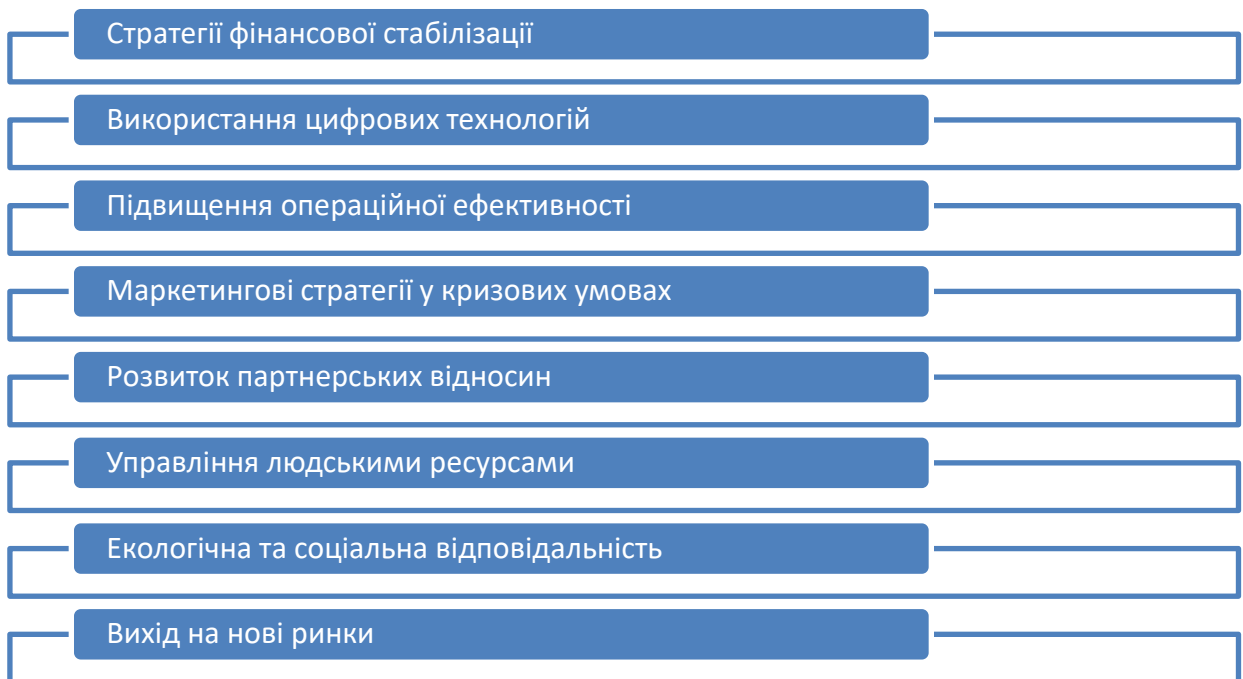 Стратегії фінансової стабілізації
Використання цифрових технологій
Підвищення операційної ефективності
Маркетингові стратегії у кризових умовах
Розвиток партнерських відносин
Управління людськими ресурсами
Екологічна та соціальна відповідальність
Вихід на нові ринки